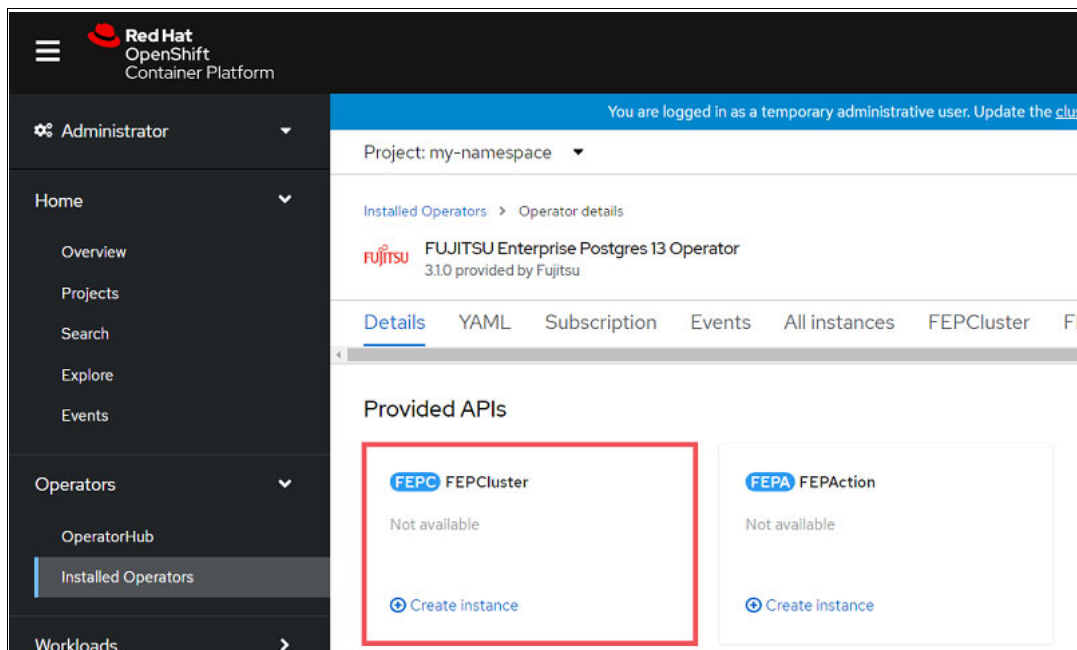 Red Hat
OpenShift
Container Platform
You are logged in as a temporary administrative user. Update the clu
Administrator
Project: my-namespace
Home
Overview
Projects
Search
Explore
Events
Operators
OperatorHub
Installed Operators
Workloads
Installed Operators > Operator details
FUJITSU
FUJITSU Enterprise Postgres 13 Operator
3.1.0 provided by Fujitsu
Details YAML Subscription Events All instances FEPCluster F
Provided APIs
FEPC FEPCluster
Not available
Create instance
FEPA FEPAction
Not available
Create instance